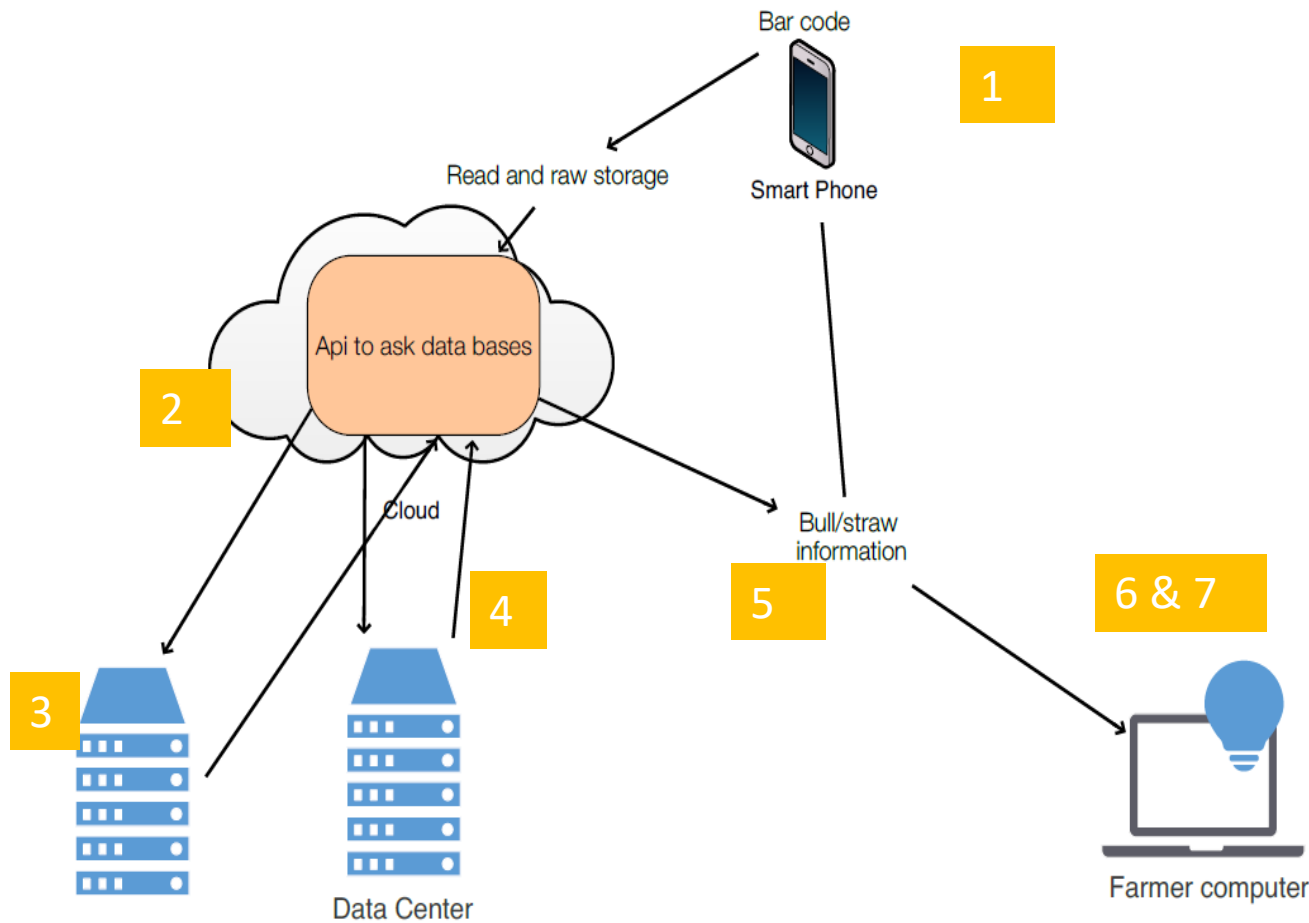 Bar code
1
Read and raw storage
Smart Phone
Api to ask data bases
2
Cloud
Bull/straw
information
4
5
6 & 7
3
Data Center
Farmer computer